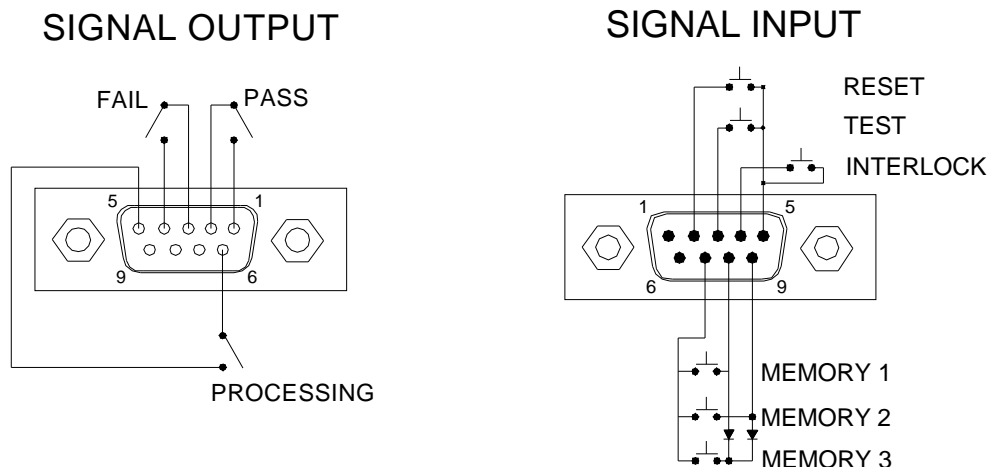 SIGNAL OUTPUT
FAIL
PASS
5
1
9
6
PROCESSING
SIGNAL INPUT
RESET
TEST
INTERLOCK
1
5
6
9
MEMORY 1
MEMORY 2
MEMORY 3